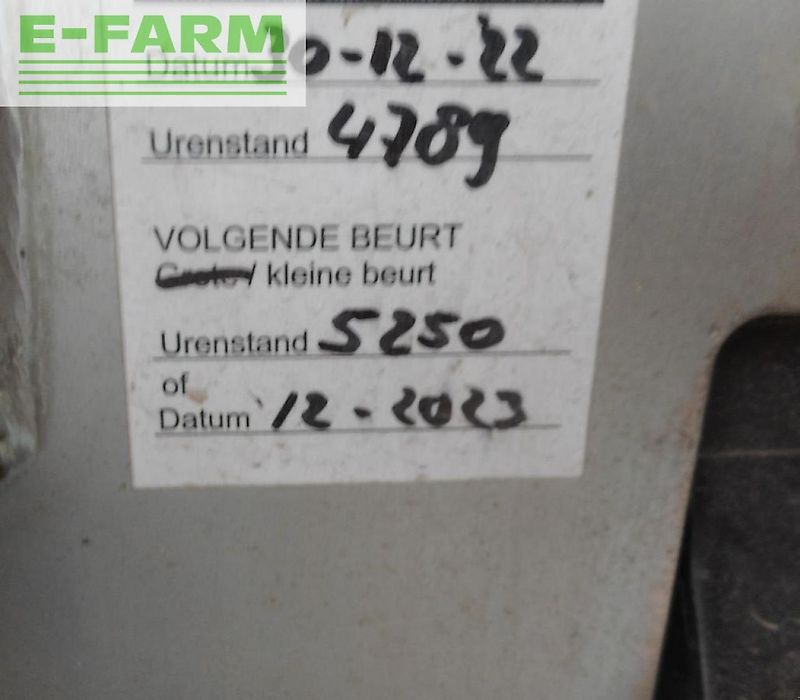 E-FARM
Datum 30-12-22
Urenstand 4789
VOLGENDE BEURT
Grote / kleine beurt
Urenstand 5250
of
Datum 12-2023